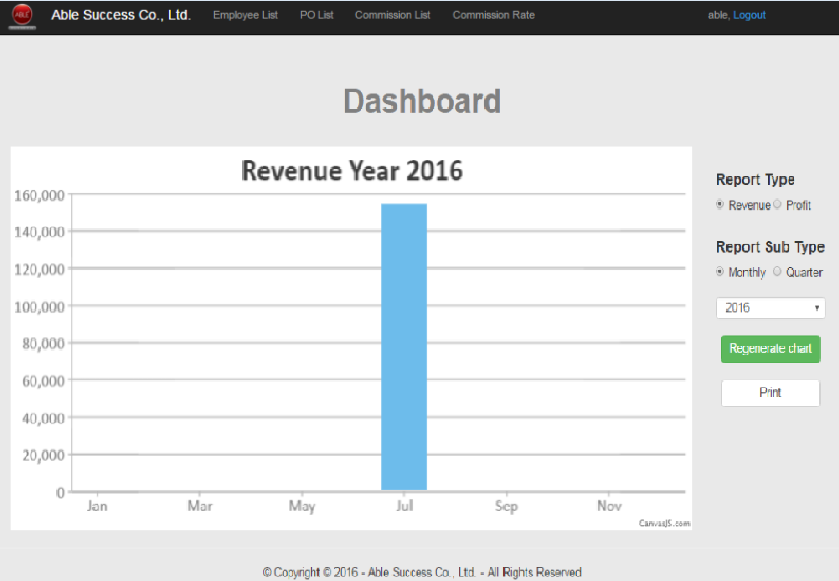 ABLE
Able Success Co., Ltd. Employee List PO List Commission List Commission Rate able, Logout
Dashboard
Revenue Year 2016
160,000
140,000
120,000
100,000
80,000
60,000
40,000
20,000
0
Jan Mar May Jul Sep Nov
CanvasJS.com
Report Type
Revenue Profit
Report Sub Type
Monthly Quarter
2016
Regenerate chart
Print
© Copyright © 2016 - Able Success Co., Ltd. - All Rights Reserved